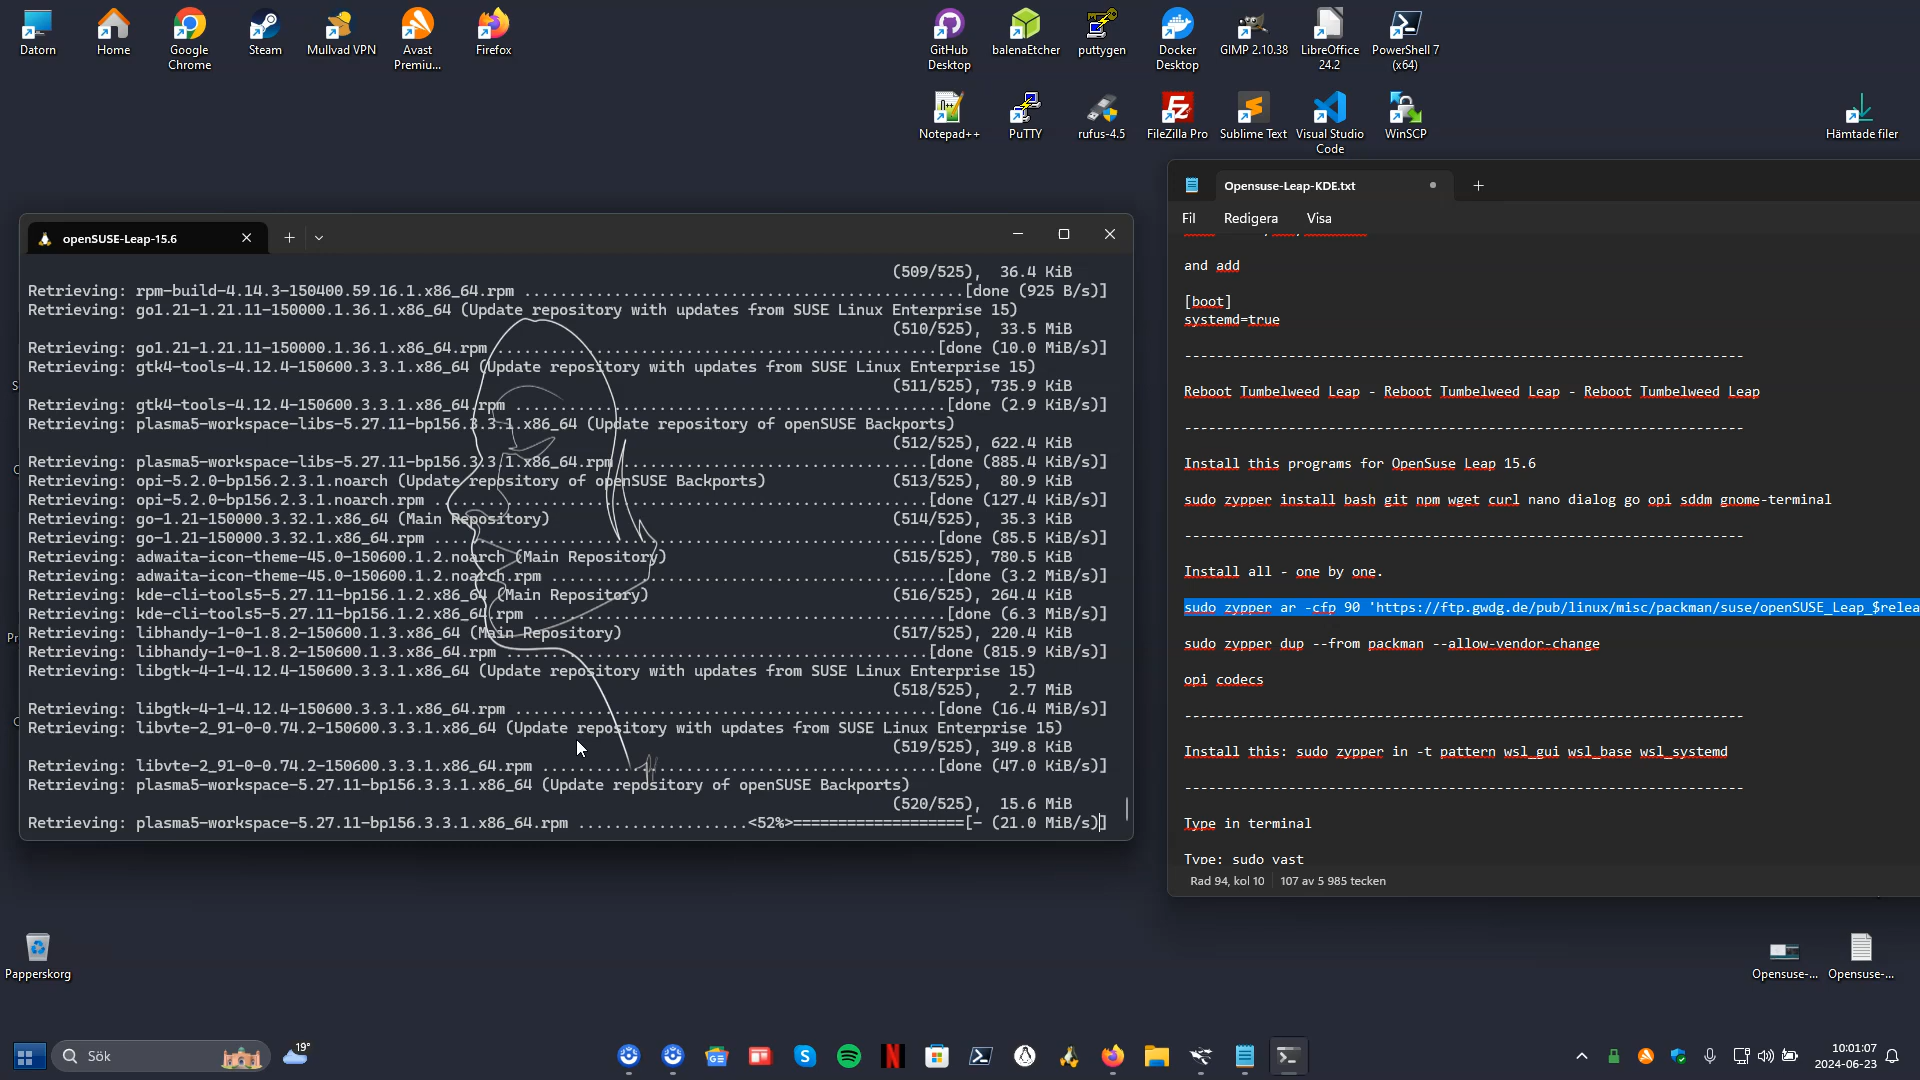 Datorn
Home
Google Chrome
Steam
Mullvad VPN
Avast Premiu...
Firefox
GitHub Desktop
balenaEtcher
puttygen
Docker Desktop
GIMP 2.10.38
LibreOffice 24.2
PowerShell 7 (x64)
Notepad++
PuTTY
rufus-4.5
FileZilla Pro
Sublime Text
Visual Studio Code
WinSCP
Hämtade filer
openSUSE-Leap-15.6
(509/525),  36.4 KiB
Retrieving: rpm-build-4.14.3-150400.59.16.1.x86_64.rpm .................................................[done (925 B/s)]
Retrieving: go1.21-1.21.11-150000.1.36.1.x86_64 (Update repository with updates from SUSE Linux Enterprise 15)
(510/525),  33.5 MiB
Retrieving: go1.21-1.21.11-150000.1.36.1.x86_64.rpm .................................................[done (10.0 MiB/s)]
Retrieving: gtk4-tools-4.12.4-150600.3.3.1.x86_64 (Update repository with updates from SUSE Linux Enterprise 15)
(511/525), 735.9 KiB
Retrieving: gtk4-tools-4.12.4-150600.3.3.1.x86_64.rpm ................................................[done (2.9 KiB/s)]
Retrieving: plasma5-workspace-libs-5.27.11-bp156.3.3.1.x86_64 (Update repository of openSUSE Backports)
(512/525), 622.4 KiB
Retrieving: plasma5-workspace-libs-5.27.11-bp156.3.3.1.x86_64.rpm ..................................[done (885.4 KiB/s)]
Retrieving: opi-5.2.0-bp156.2.3.1.noarch (Update repository of openSUSE Backports)              (513/525),  80.9 KiB
Retrieving: opi-5.2.0-bp156.2.3.1.noarch.rpm .......................................................[done (127.4 KiB/s)]
Retrieving: go-1.21-150000.3.32.1.x86_64 (Main Repository)                                      (514/525),  35.3 KiB
Retrieving: go-1.21-150000.3.32.1.x86_64.rpm ........................................................[done (85.5 KiB/s)]
Retrieving: adwaita-icon-theme-45.0-150600.1.2.noarch (Main Repository)                         (515/525), 780.5 KiB
Retrieving: adwaita-icon-theme-45.0-150600.1.2.noarch.rpm ............................................[done (3.2 MiB/s)]
Retrieving: kde-cli-tools5-5.27.11-bp156.1.2.x86_64 (Main Repository)                           (516/525), 264.4 KiB
Retrieving: kde-cli-tools5-5.27.11-bp156.1.2.x86_64.rpm ..............................................[done (6.3 MiB/s)]
Retrieving: libhandy-1-0-1.8.2-150600.1.3.x86_64 (Main Repository)                              (517/525), 220.4 KiB
Retrieving: libhandy-1-0-1.8.2-150600.1.3.x86_64.rpm ...............................................[done (815.9 KiB/s)]
Retrieving: libgtk-4-1-4.12.4-150600.3.3.1.x86_64 (Update repository with updates from SUSE Linux Enterprise 15)
(518/525),   2.7 MiB
Retrieving: libgtk-4-1-4.12.4-150600.3.3.1.x86_64.rpm ...............................................[done (16.4 MiB/s)]
Retrieving: libvte-2_91-0-0.74.2-150600.3.3.1.x86_64 (Update repository with updates from SUSE Linux Enterprise 15)
(519/525), 349.8 KiB
Retrieving: libvte-2_91-0-0.74.2-150600.3.3.1.x86_64.rpm ............................................[done (47.0 KiB/s)]
Retrieving: plasma5-workspace-5.27.11-bp156.3.3.1.x86_64 (Update repository of openSUSE Backports)
(520/525),  15.6 MiB
Retrieving: plasma5-workspace-5.27.11-bp156.3.3.1.x86_64.rpm ...................<52%>===================[- (21.0 MiB/s)]
Opensuse-Leap-KDE.txt
Fil
Redigera
Visa
and add
[boot]
systemd=true
----------------------------------------------------------------------
Reboot Tumbelweed Leap - Reboot Tumbelweed Leap - Reboot Tumbelweed Leap
----------------------------------------------------------------------
Install this programs for OpenSuse Leap 15.6
sudo zypper install bash git npm wget curl nano dialog go opi sddm gnome-terminal
----------------------------------------------------------------------
Install all - one by one.
sudo zypper ar -cfp 90 'https://ftp.gwdg.de/pub/linux/misc/packman/suse/openSUSE_Leap_$relea
sudo zypper dup --from packman --allow-vendor-change
opi codecs
----------------------------------------------------------------------
Install this: sudo zypper in -t pattern wsl_gui wsl_base wsl_systemd
----------------------------------------------------------------------
Type in terminal
Type: sudo yast
Rad 94, kol 10
107 av 5 985 tecken
Papperskorg
Opensuse-...
Opensuse-...
Sök
19°
10:01:07
2024-06-23